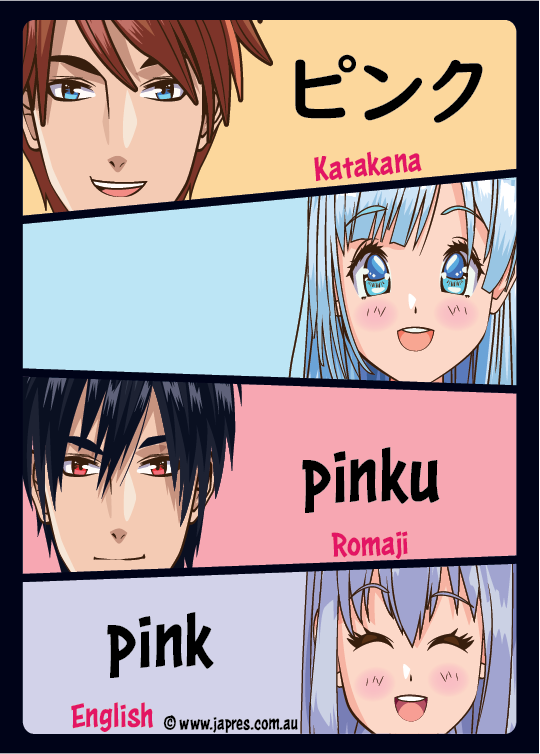 ピンク
Katakana
pinku
Romaji
pink
English
© www.japres.com.au